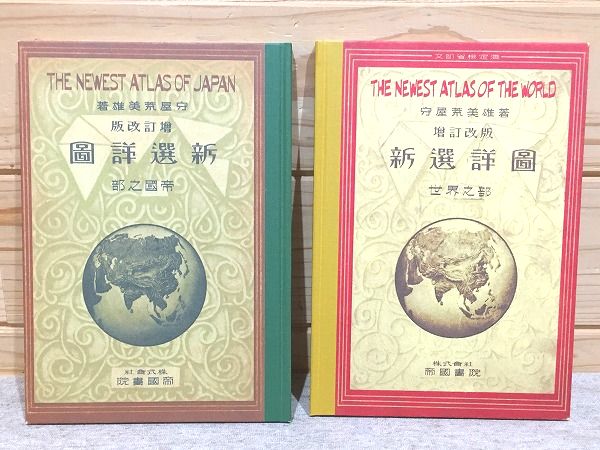 THE NEWEST ATLAS OF JAPAN
守屋荒美雄著
增訂改版
新選詳圖
帝國之部
株式會社
帝國書院
文部省檢定濟
THE NEWEST ATLAS OF THE WORLD
守屋荒美雄著
增訂改版
新選詳圖
世界之部
株式會社
帝國書院